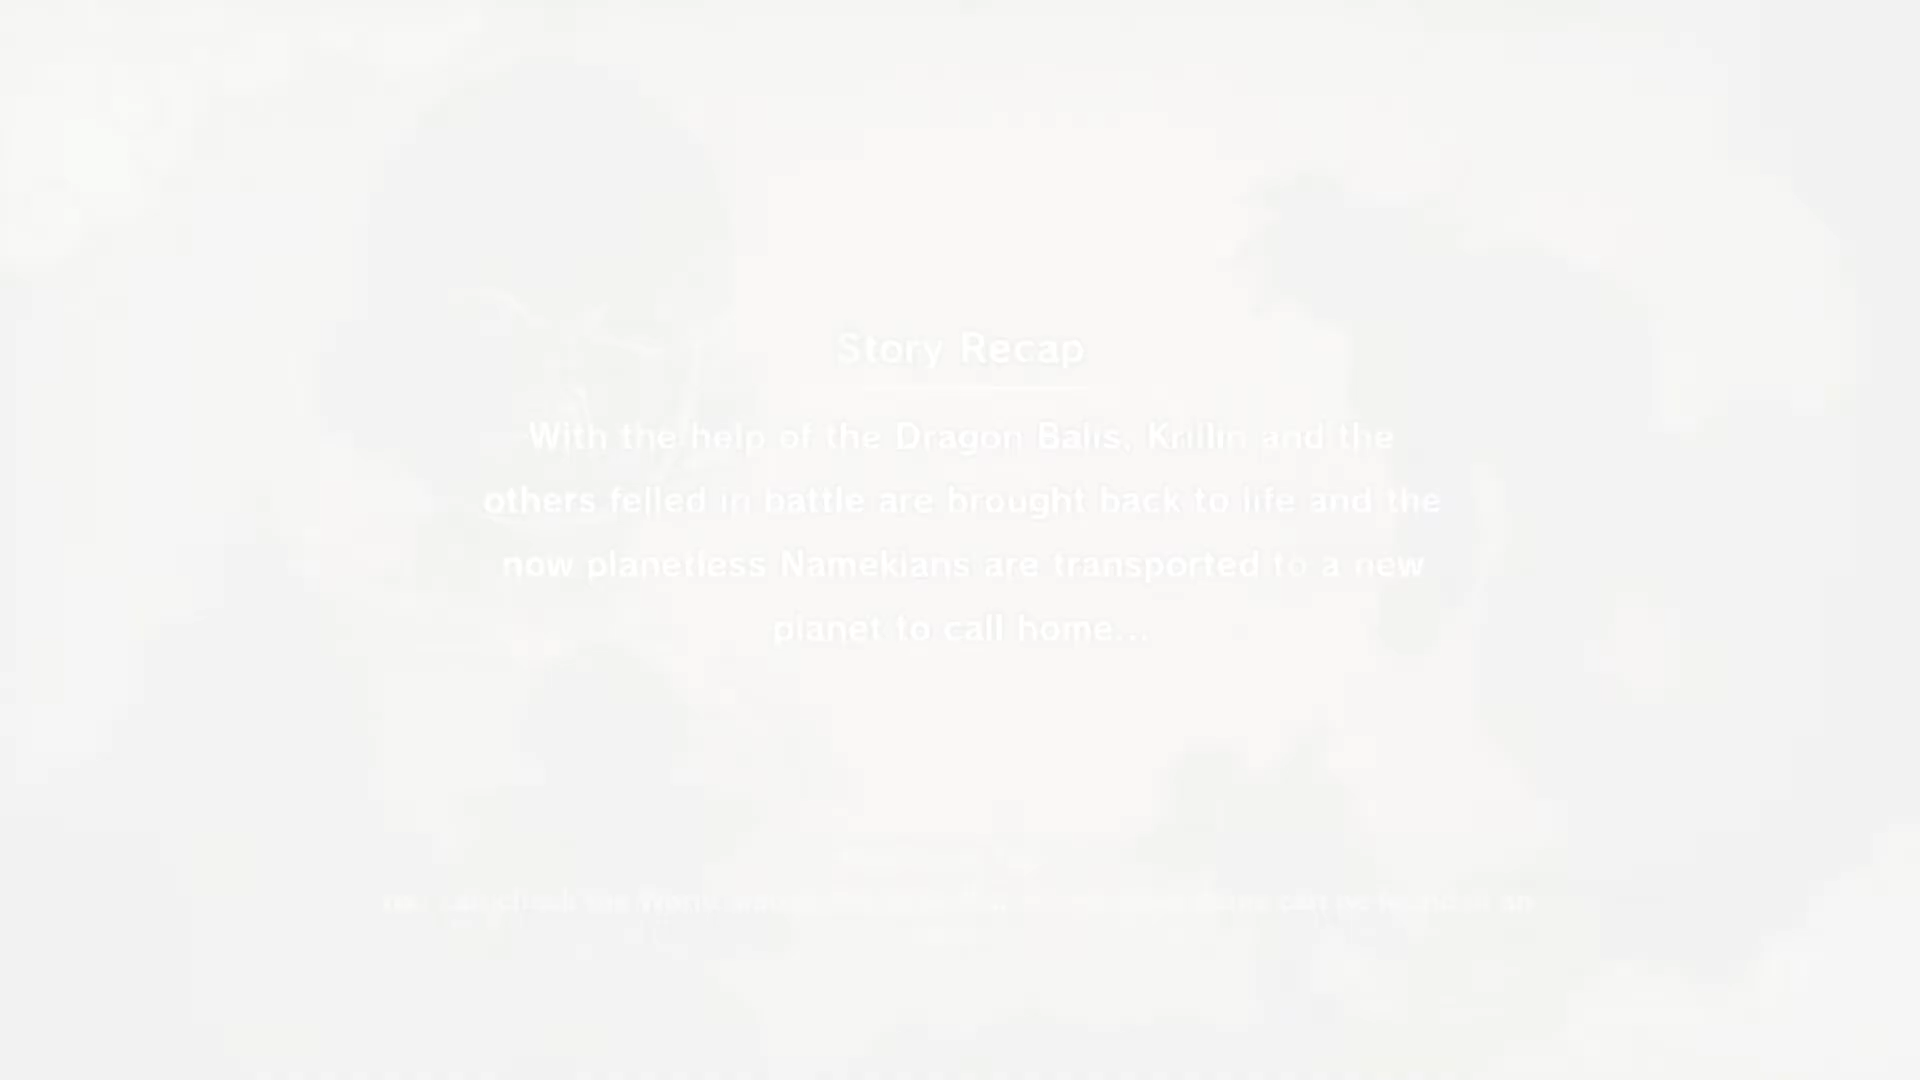 Story Recap
With the help of the Dragon Balls, Krillin and the
others felled in battle are brought back to life and the
now planetless Namekians are transported to a new
planet to call home...